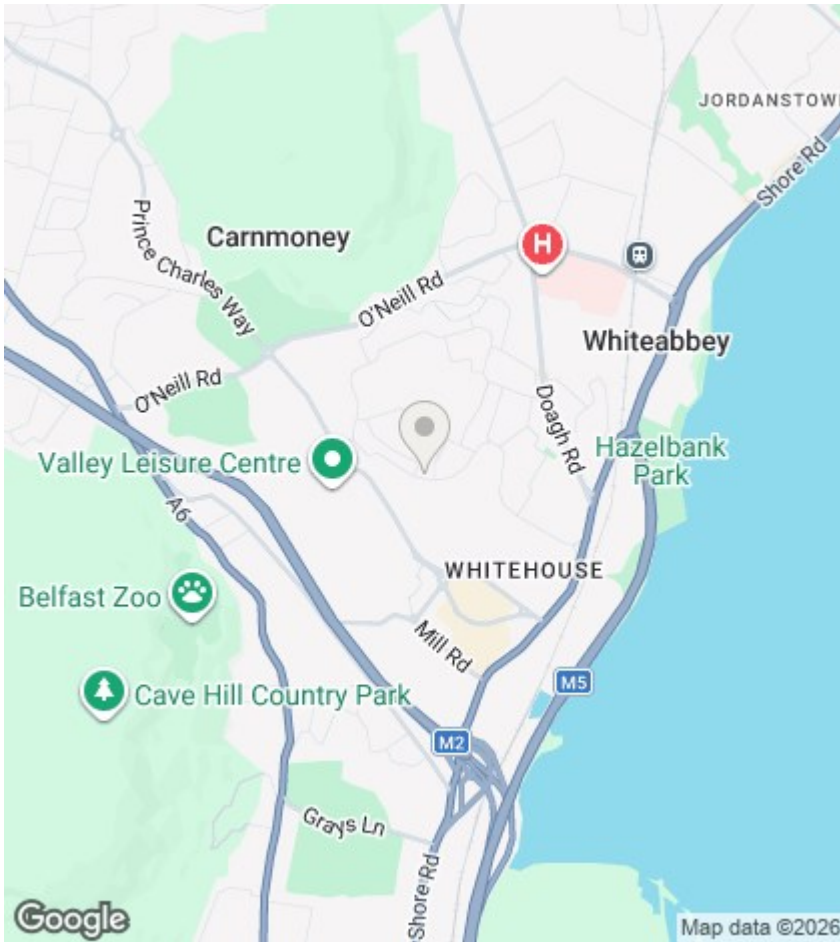 JORDANSTOWN
Shore Rd
H
Prince Charles Way
Carnmoney
O'Neill Rd
Whiteabbey
O'Neill Rd
Doagh Rd
Hazelbank
Park
Valley Leisure Centre
A6
WHITEHOUSE
Belfast Zoo
Mill Rd
M5
Cave Hill Country Park
M2
Grays Ln
Shore Rd
Google
Map data ©2026